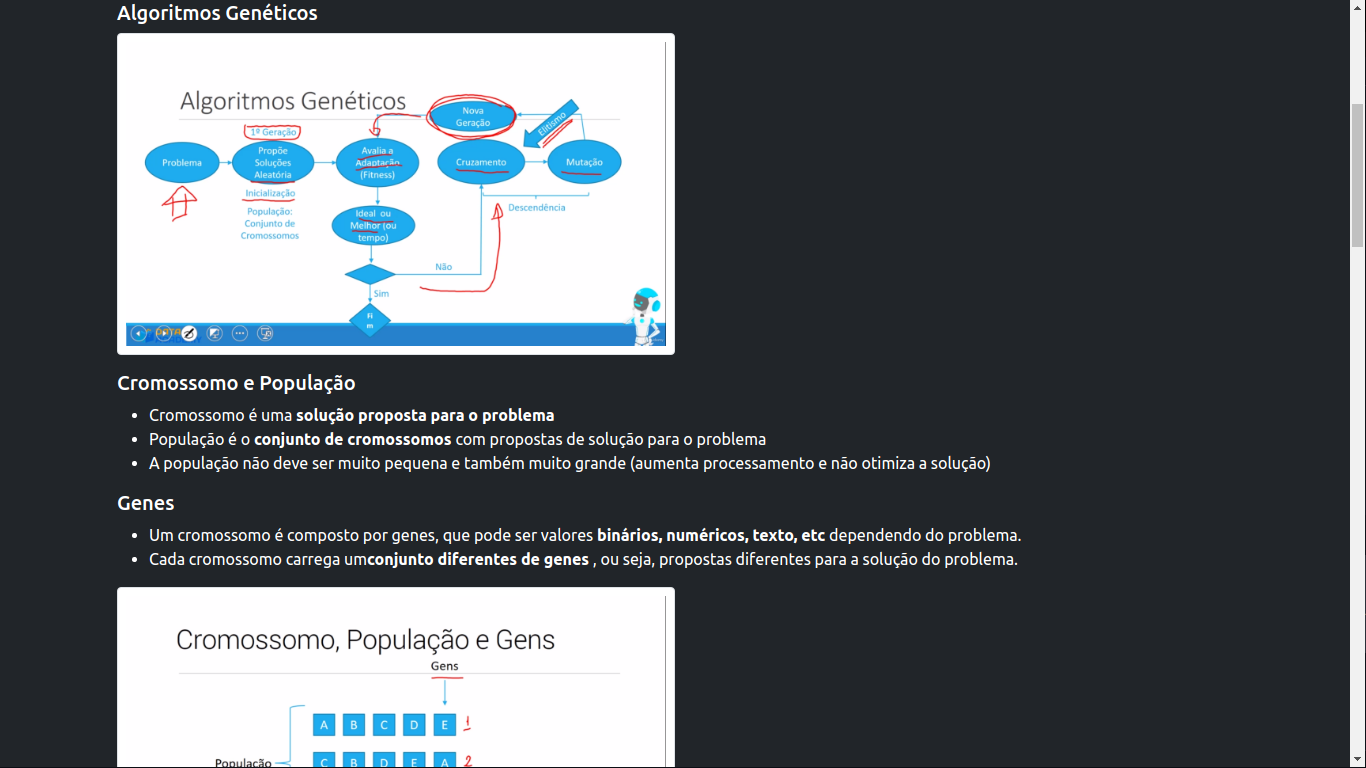 Algoritmos Genéticos
Algoritmos Genéticos
Nova
Geração
Elitismo
1º Geração
Problema
Propõe
Soluções
Aleatória
Avalia a
Adaptação
(Fitness)
Cruzamento
Mutação
Inicialização
População:
Conjunto de
Cromossomos
Ideal ou
Melhor (ou
tempo)
Descendência
Não
Sim
Fi
m
Cromossomo e População
Cromossomo é uma solução proposta para o problema
População é o conjunto de cromossomos com propostas de solução para o problema
A população não deve ser muito pequena e também muito grande (aumenta processamento e não otimiza a solução)
Genes
Um cromossomo é composto por genes, que pode ser valores binários, numéricos, texto, etc dependendo do problema.
Cada cromossomo carrega umconjunto diferentes de genes , ou seja, propostas diferentes para a solução do problema.
Cromossomo, População e Gens
Gens
A B C D E 1
C B D E A 2
População